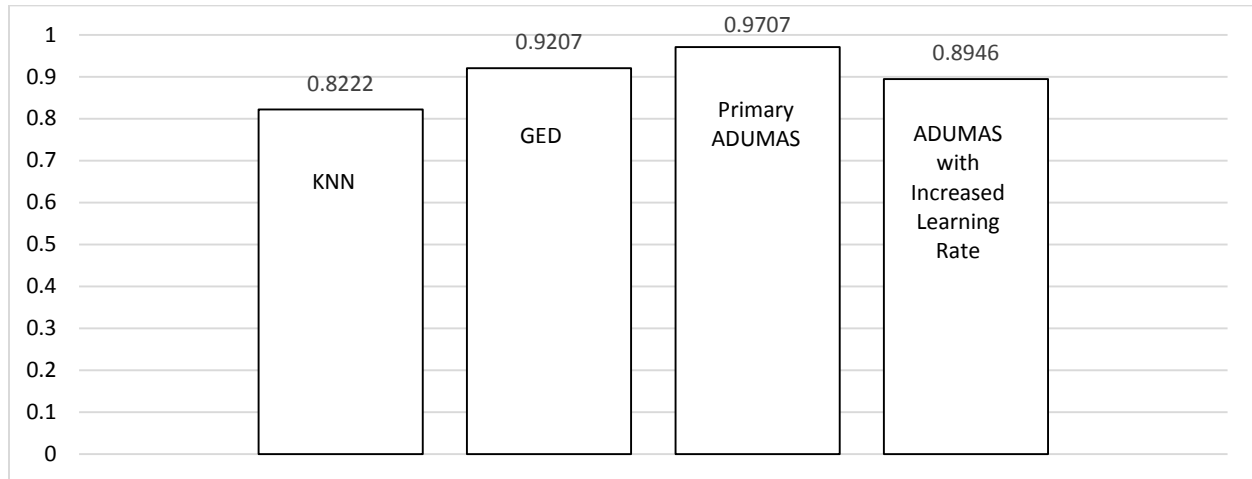 1
0.9
0.8
0.7
0.6
0.5
0.4
0.3
0.2
0.1
0
0.8222
0.9207
0.9707
0.8946
KNN
GED
Primary
ADUMAS
ADUMAS
with
Increased
Learning
Rate